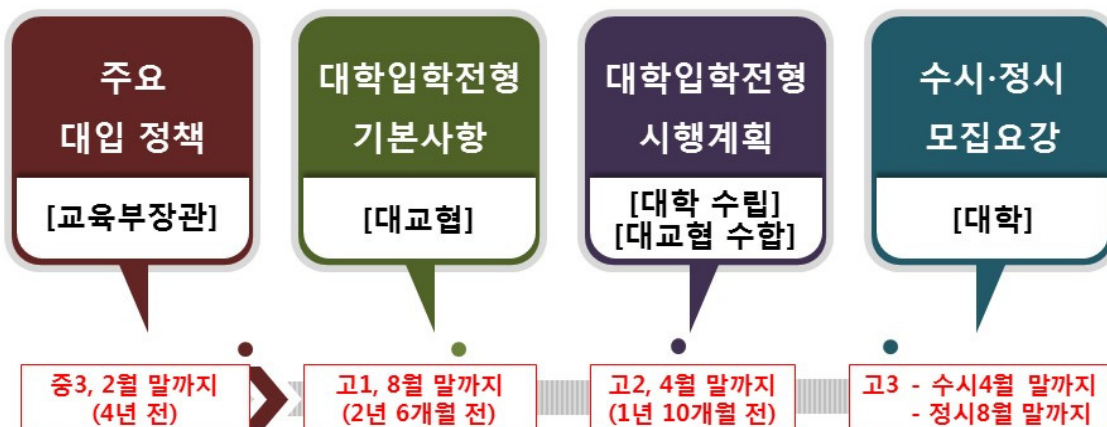 주요
대입 정책
[교육부장관]
대학입학전형
기본사항
[대교협]
대학입학전형
시행계획
[대학 수립]
[대교협 수합]
수시·정시
모집요강
[대학]
중3, 2월 말까지
(4년 전)
고1, 8월 말까지
(2년 6개월 전)
고2, 4월 말까지
(1년 10개월 전)
고3 - 수시4월 말까지
- 정시8월 말까지